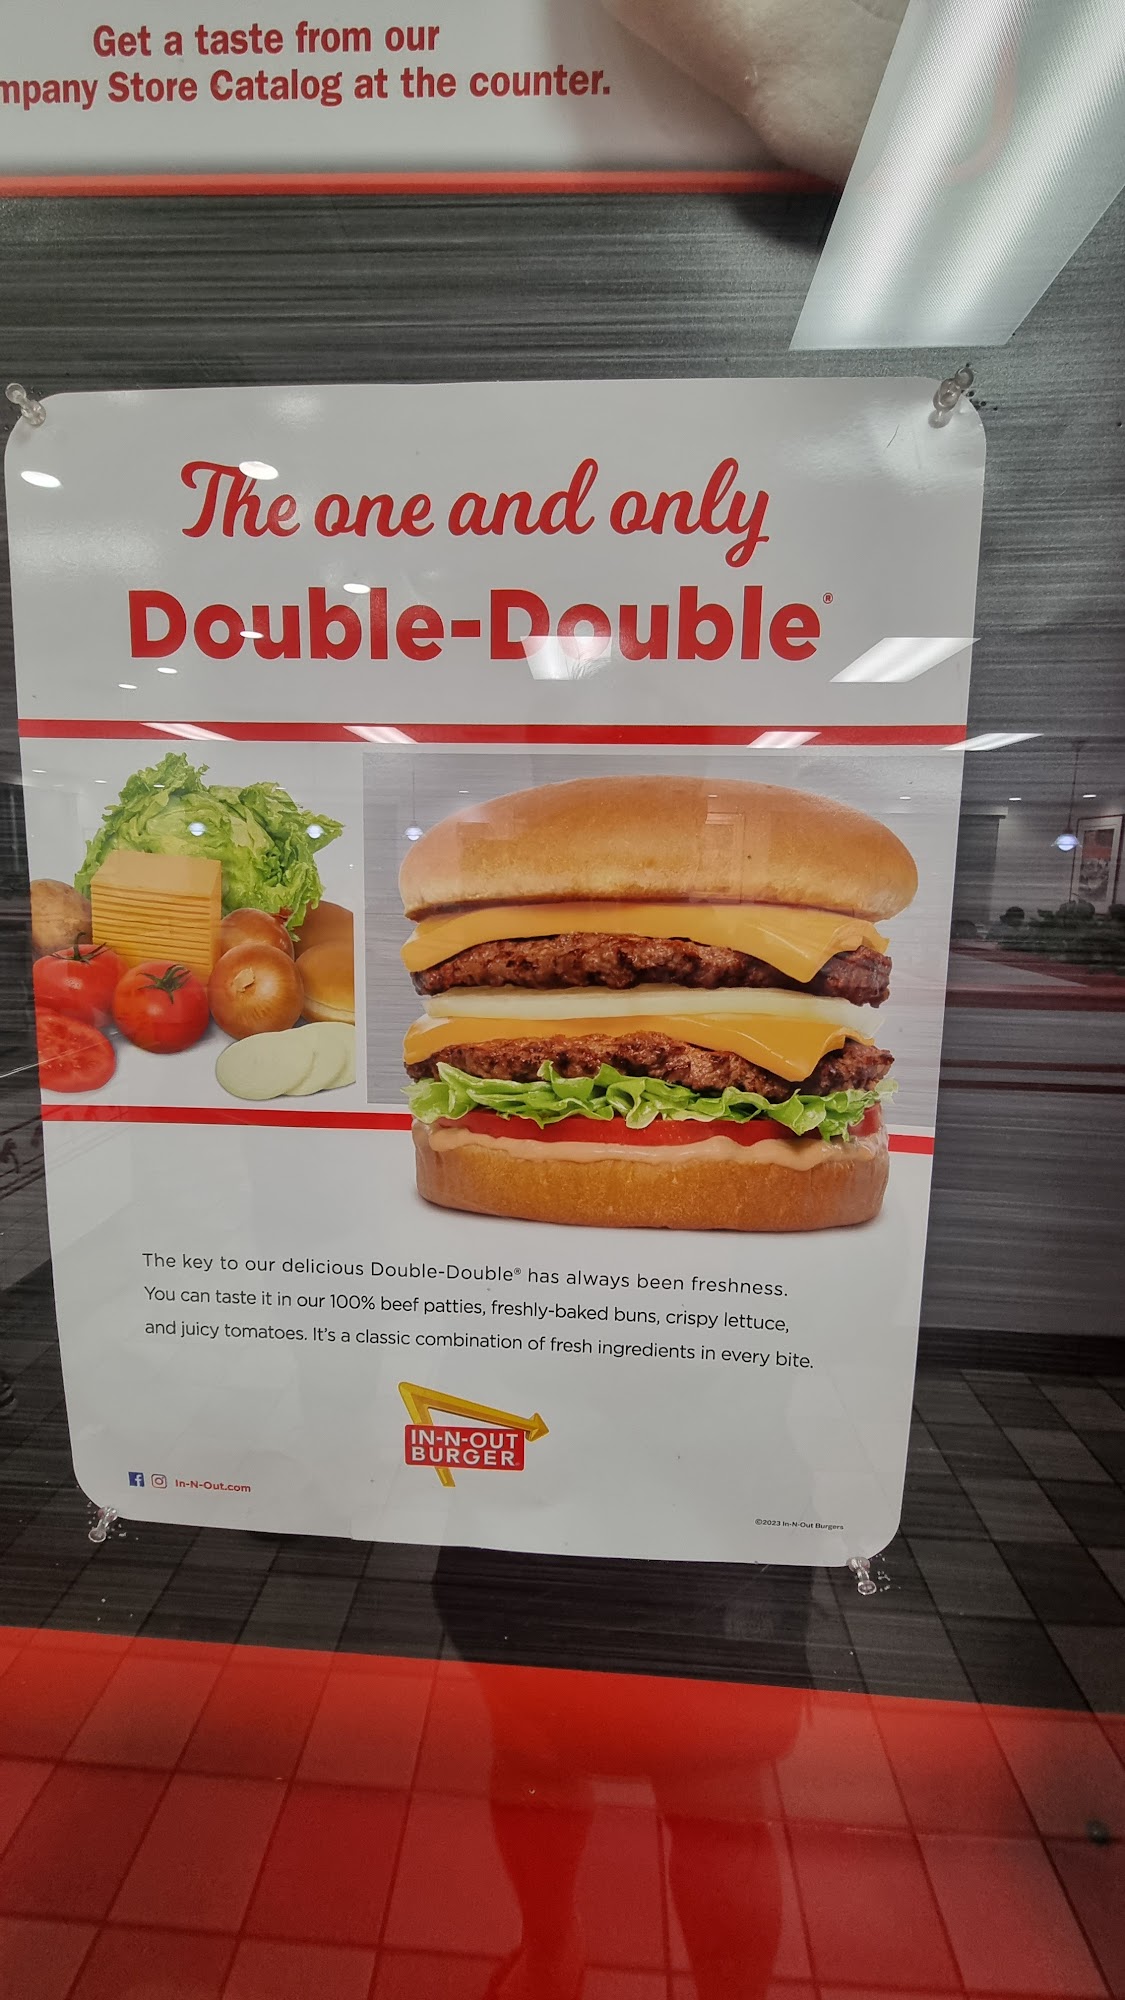 Get a taste from our
Store Catalog at the counter.
The one and only
Double-Double®
The key to our delicious Double-Double® has always been freshness.
You can taste it in our 100% beef patties, freshly-baked buns, crispy lettuce,
and juicy tomatoes. It's a classic combination of fresh ingredients in every bite.
IN-N-OUT
BURGER
In-N-Out.com
©2023 In-N-Out Burgers